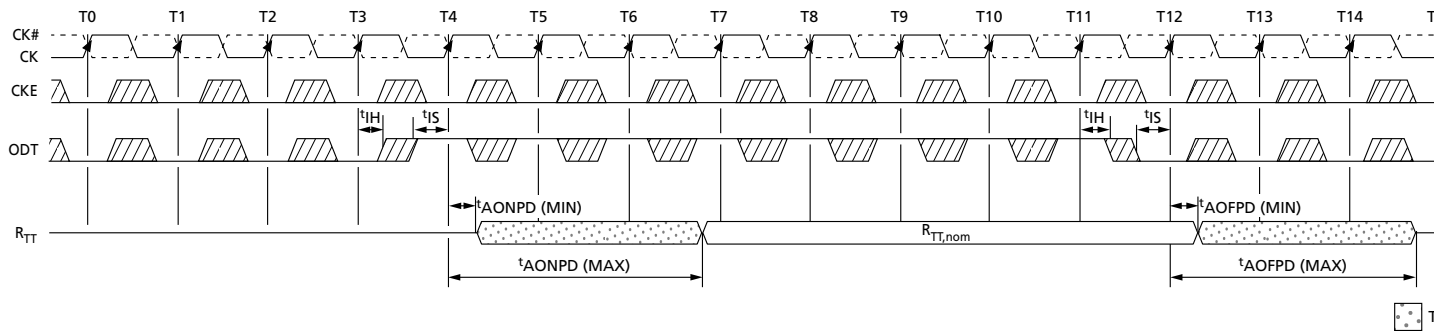 T0 T1 T2 T3 T4 T5 T6 T7 T8 T9 T10 T11 T12 T13 T14
CK#
CK
CKE
tIH tIS tIH tIS
ODT
tAONPD (MIN) tAOFPD (MIN)
RTT RTT,nom
tAONPD (MAX) tAOFPD (MAX)
T